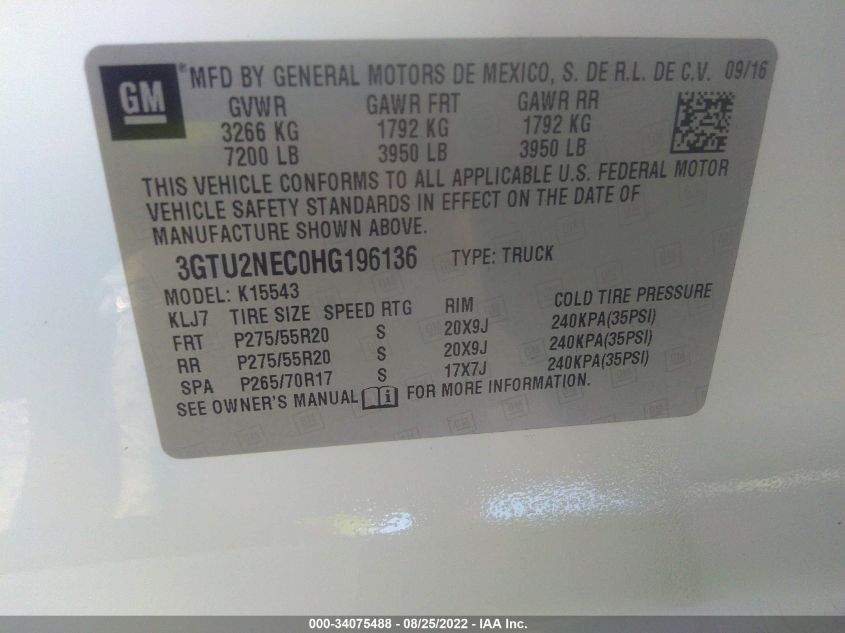 GM ® MFD BY GENERAL MOTORS DE MEXICO, S. DE R.L. DE C.V. 09/16
GVWR GAWR FRT GAWR RR
3266 KG 1792 KG 1792 KG
7200 LB 3950 LB 3950 LB
THIS VEHICLE CONFORMS TO ALL APPLICABLE U.S. FEDERAL MOTOR
VEHICLE SAFETY STANDARDS IN EFFECT ON THE DATE OF
MANUFACTURE SHOWN ABOVE.
3GTU2NEC0HG196136 TYPE: TRUCK
MODEL: K15543
KLJ7 TIRE SIZE SPEED RTG RIM COLD TIRE PRESSURE
FRT P275/55R20 S 20X9J 240KPA(35PSI)
RR P275/55R20 S 20X9J 240KPA(35PSI)
SPA P265/70R17 S 17X7J 240KPA(35PSI)
SEE OWNER'S MANUAL i FOR MORE INFORMATION.
000-34075488 - 08/25/2022 - IAA Inc.